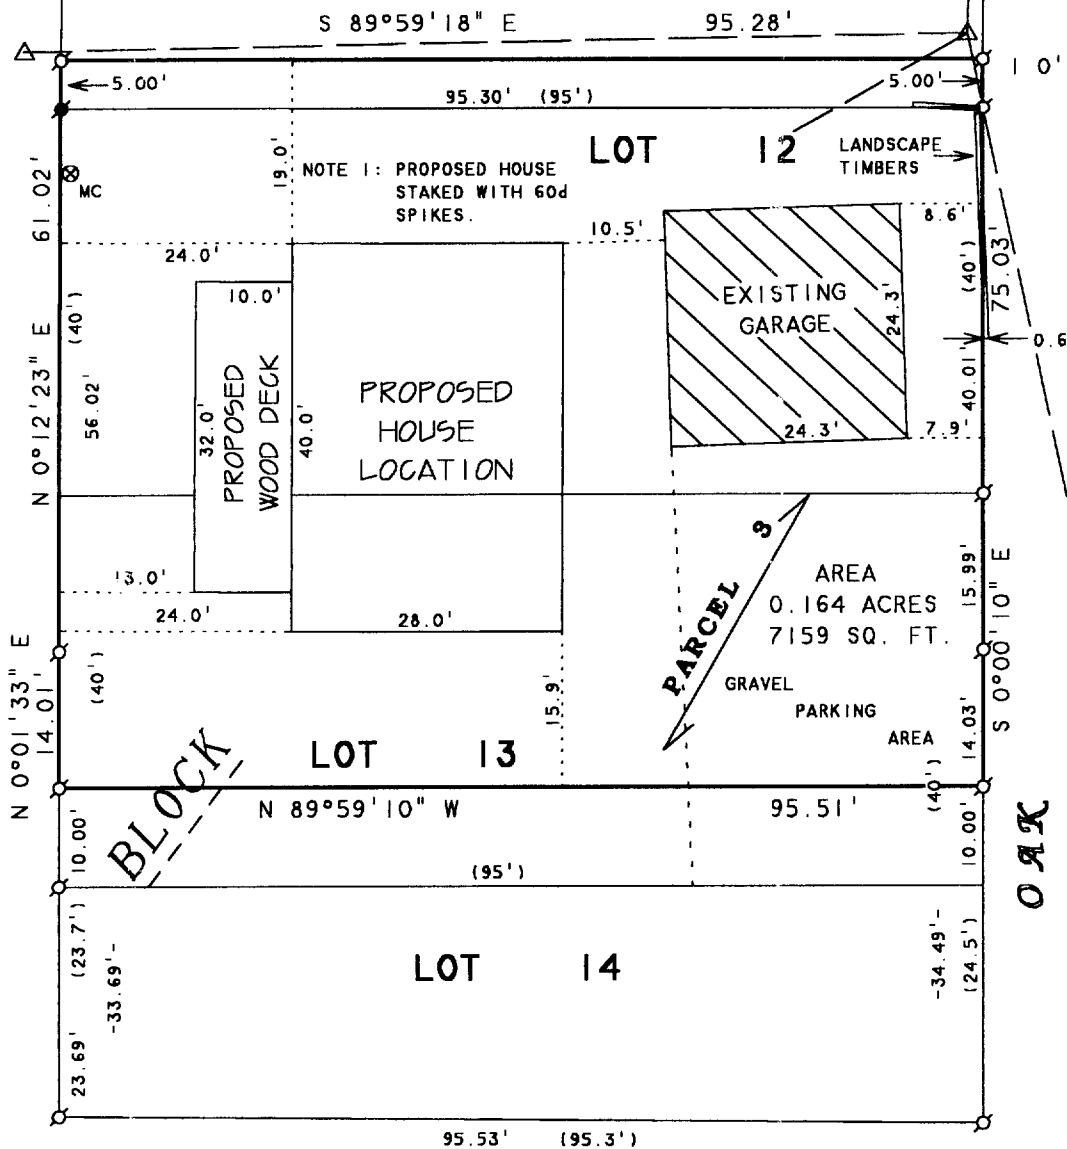 S 89°59'18" E 95.28'
5.00' 5.00' 10'
95.30' (95')
LOT 12
LANDSCAPE
TIMBERS
MC
19.0'
NOTE 1: PROPOSED HOUSE
STAKED WITH 60d
SPIKES.
61.02'
N 0°12'23" E
(40')
56.02'
24.0'
10.0'
10.5'
8.6'
(40')
75.03'
EXISTING
GARAGE
24.3'
24.3'
0.6
40.01'
7.9'
32.0'
PROPOSED
WOOD DECK
40.0'
PROPOSED
HOUSE
LOCATION
13.0'
24.0'
28.0'
PARCEL 3
AREA
0.164 ACRES
7159 SQ. FT.
15.99'
S 0°00'10" E
GRAVEL
PARKING
AREA
N 0°01'33" E
14.01'
(40')
15.9'
14.03'
(40')
LOT 13
BLOCK
N 89°59'10" W 95.51'
10.00'
10.00'
OAK
(95')
(23.7')
-33.69'-
23.69'
LOT 14
-34.49'-
(24.5')
95.53' (95.3')